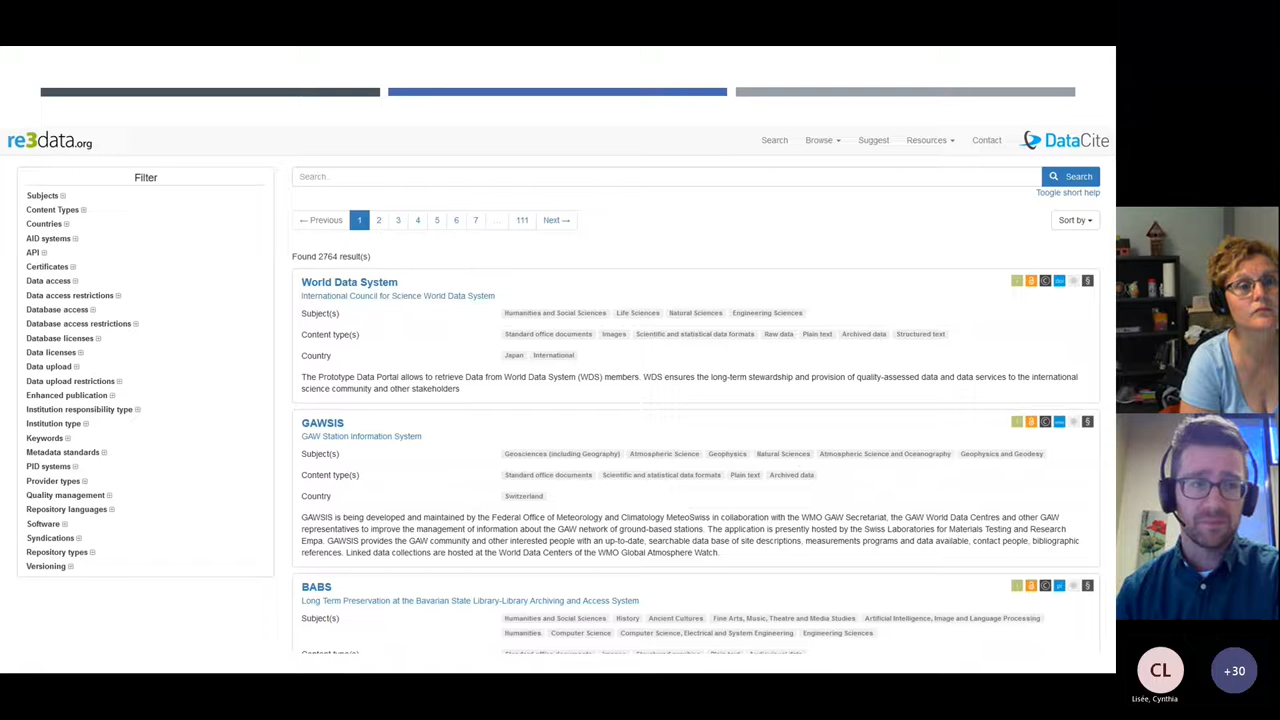 re3data.org
Search
Browse
Suggest
Resources
Contact
DataCite
Filter
Subjects
Content Types
Countries
AID systems
API
Certificates
Data access
Data access restrictions
Database access
Database access restrictions
Database licenses
Data licenses
Data upload
Data upload restrictions
Enhanced publication
Institution responsibility type
Institution type
Keywords
Metadata standards
PID systems
Provider types
Quality management
Repository languages
Software
Syndications
Repository types
Versioning
Search.
Search
Toogle short help
← Previous 1 2 3 4 5 6 7 ... 111 Next →
Sort by
Found 2764 result(s)
World Data System
International Council for Science World Data System
Subject(s) Humanities and Social Sciences Life Sciences Natural Sciences Engineering Sciences
Content type(s) Standard office documents Images Scientific and statistical data formats Raw data Plain text Archived data Structured text
Country Japan International
The Prototype Data Portal allows to retrieve Data from World Data System (WDS) members. WDS ensures the long-term stewardship and provision of quality-assessed data and data services to the international
science community and other stakeholders
GAWSIS
GAW Station Information System
Subject(s) Geosciences (including Geography) Atmospheric Science Geophysics Natural Sciences Atmospheric Science and Oceanography Geophysics and Geodesy
Content type(s) Standard office documents Scientific and statistical data formats Plain text Archived data
Country Switzerland
GAWSIS is being developed and maintained by the Federal Office of Meteorology and Climatology MeteoSwiss in collaboration with the WMO GAW Secretariat, the GAW World Data Centres and other GAW
representatives to improve the management of information about the GAW network of ground-based stations. The application is presently hosted by the Swiss Laboratories for Materials Testing and Research
Empa. GAWSIS provides the GAW community and other interested people with an up-to-date, searchable data base of site descriptions, measurements programs and data available, contact people, bibliographic
references. Linked data collections are hosted at the World Data Centers of the WMO Global Atmosphere Watch.
BABS
Long Term Preservation at the Bavarian State Library-Library Archiving and Access System
Subject(s) Humanities and Social Sciences History Ancient Cultures Fine Arts, Music, Theatre and Media Studies Artificial Intelligence, Image and Language Processing
Humanities Computer Science Computer Science, Electrical and System Engineering Engineering Sciences
Content type(s)
CL
Lisée, Cynthia
+30